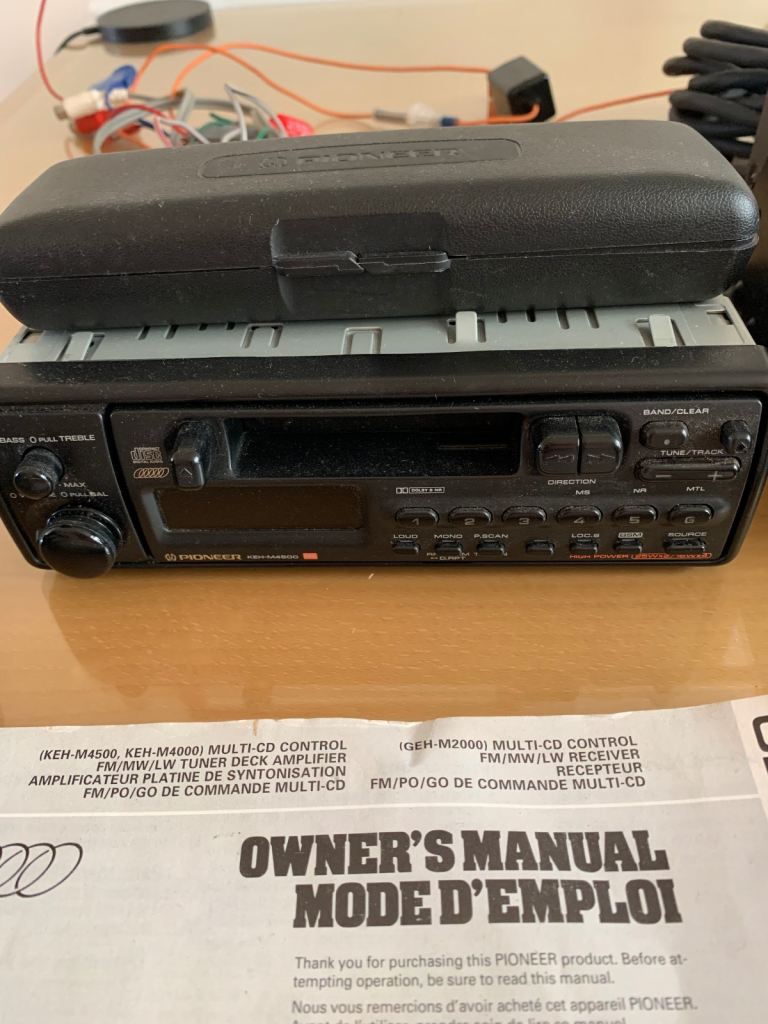 PIONEER
BAND/CLEAR
BASS PULL TREBLE
disc
TUNE/TRACK
- +
MAX
PULL BAL
DIRECTION
MS NR MTL
DOLBY B NR
1 2 3 4 5 6
LOUD MONO P.SCAN LOC.S BSM SOURCE
PIONEER KEH-M4500
HIGH POWER
(KEH-M4500, KEH-M4000) MULTI-CD CONTROL
FM/MW/LW TUNER DECK AMPLIFIER
AMPLIFICATEUR PLATINE DE SYNTONISATION
FM/PO/GO DE COMMANDE MULTI-CD
(GEH-M2000) MULTI-CD CONTROL
FM/MW/LW RECEIVER
RECEPTEUR
FM/PO/GO DE COMMANDE MULTI-CD
OWNER'S MANUAL
MODE D'EMPLOI
Thank you for purchasing this PIONEER product. Before at-
tempting operation, be sure to read this manual.
Nous vous remercions d'avoir acheté cet appareil PIONEER.